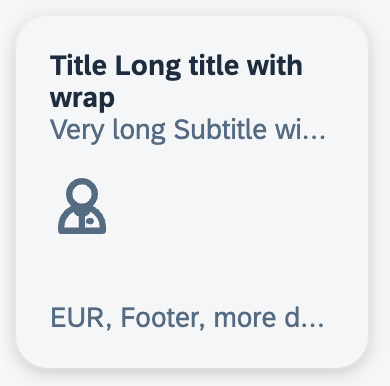 Title Long title with
wrap
Very long Subtitle wi...
EUR, Footer, more d...